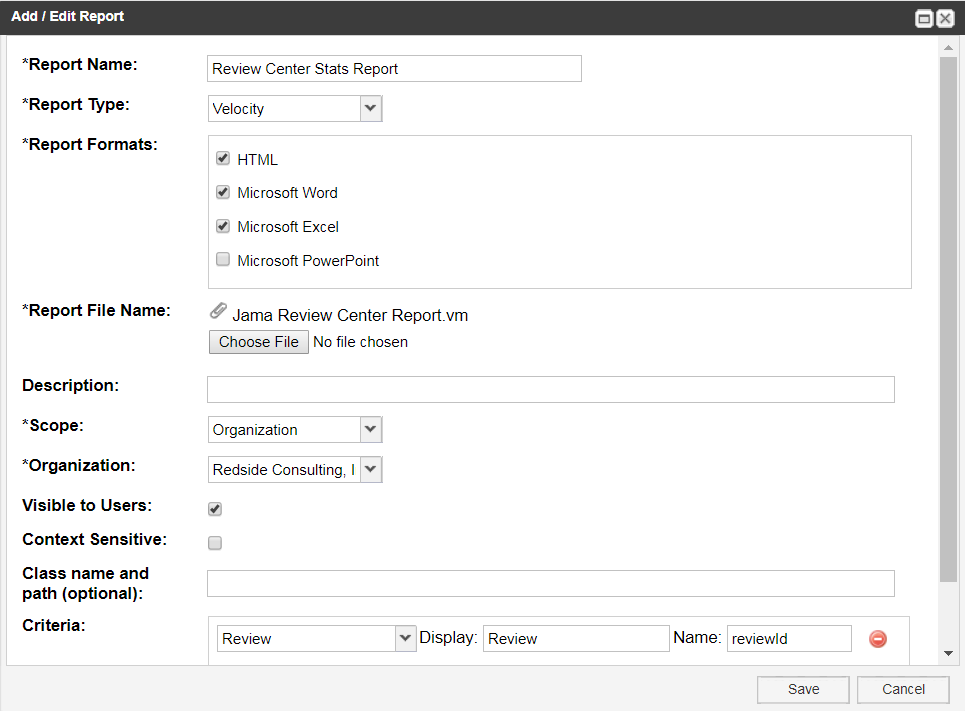 Add / Edit Report
*Report Name: Review Center Stats Report
*Report Type: Velocity
*Report Formats:
HTML
Microsoft Word
Microsoft Excel
Microsoft PowerPoint
*Report File Name: Jama Review Center Report.vm
Choose File No file chosen
Description:
*Scope: Organization
*Organization: Redside Consulting, I
Visible to Users:
Context Sensitive:
Class name and
path (optional):
Criteria: Review Display: Review Name: reviewId
Save Cancel